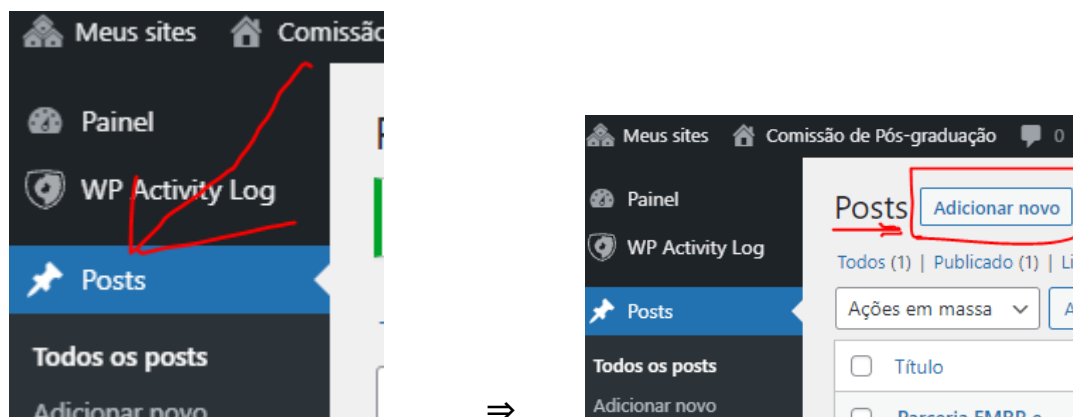 Meus sites Comissão
Painel
WP Activity Log
Posts
Todos os posts
Adicionar novo
⇒
Meus sites Comissão de Pós-graduação 0
Painel
WP Activity Log
Posts
Todos os posts
Adicionar novo
Posts Adicionar novo
Todos (1) | Publicado (1) |
Ações em massa
Título
Parceria